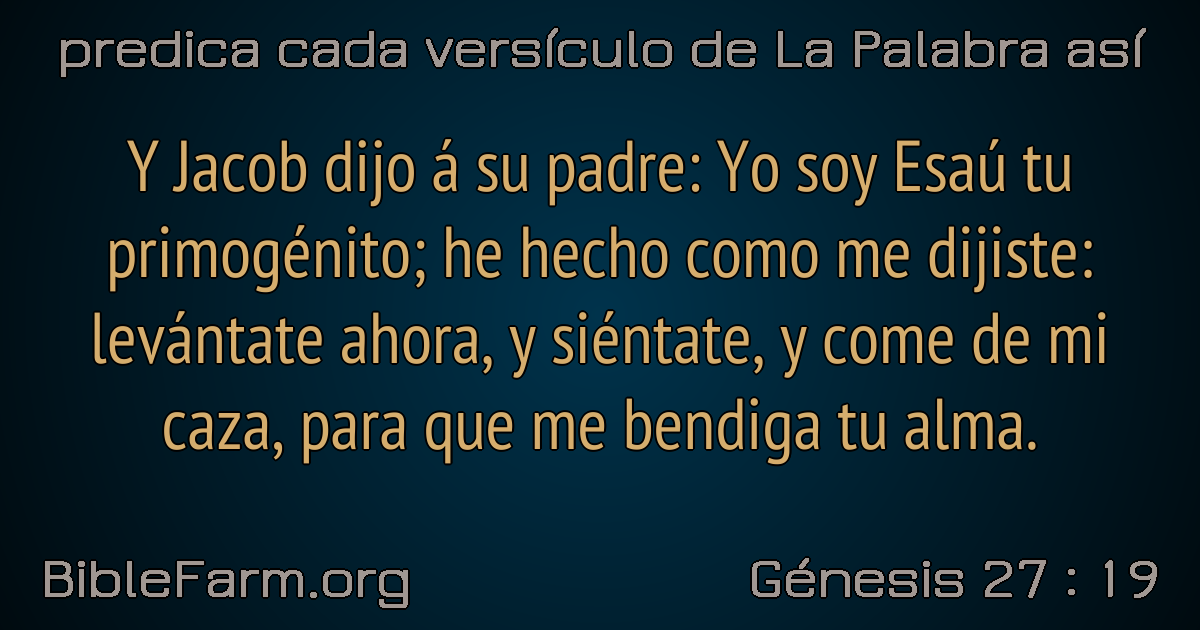 predica cada versículo de La Palabra así
Y Jacob dijo á su padre: Yo soy Esaú tu
primogénito; he hecho como me dijiste:
levántate ahora, y siéntate, y come de mi
caza, para que me bendiga tu alma.
BibleFarm.org
Génesis 27 : 19